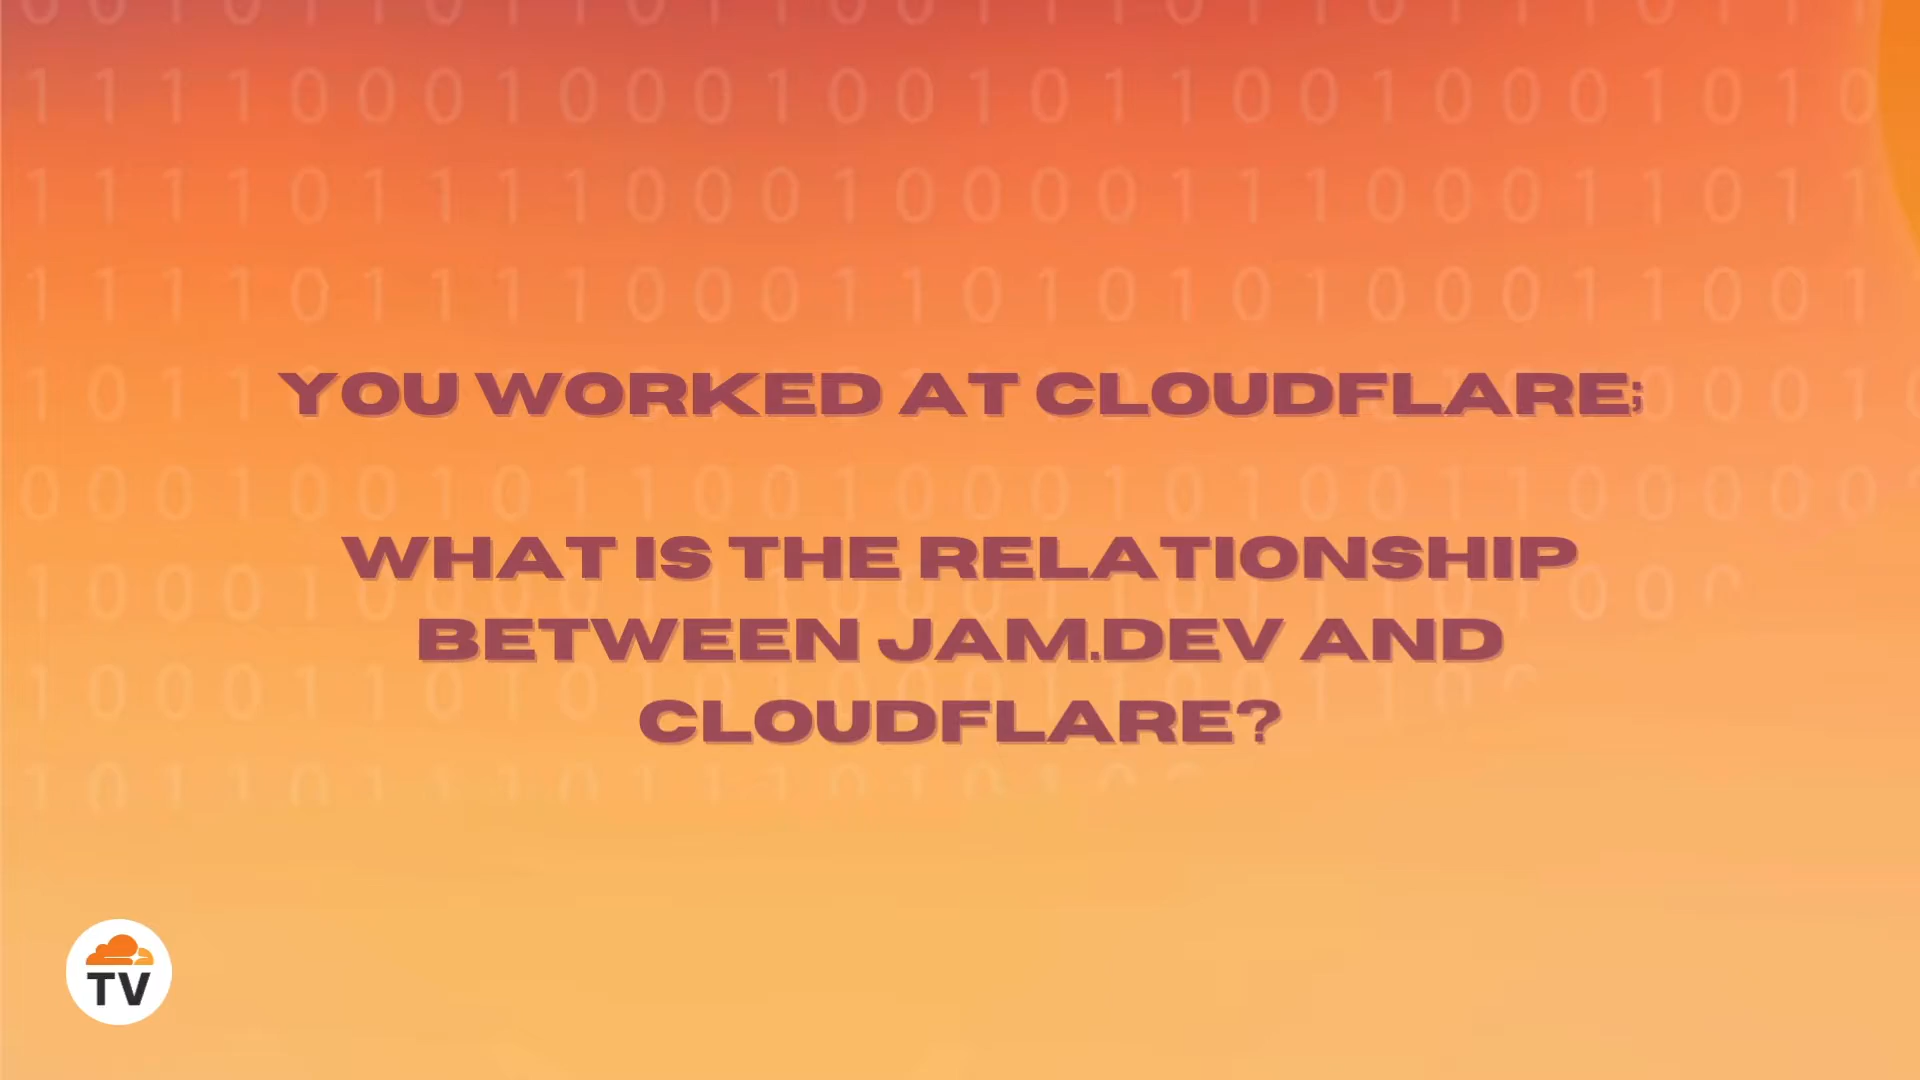 YOU WORKED AT CLOUDFLARE;
WHAT IS THE RELATIONSHIP
BETWEEN JAM.DEV AND
CLOUDFLARE?
TV